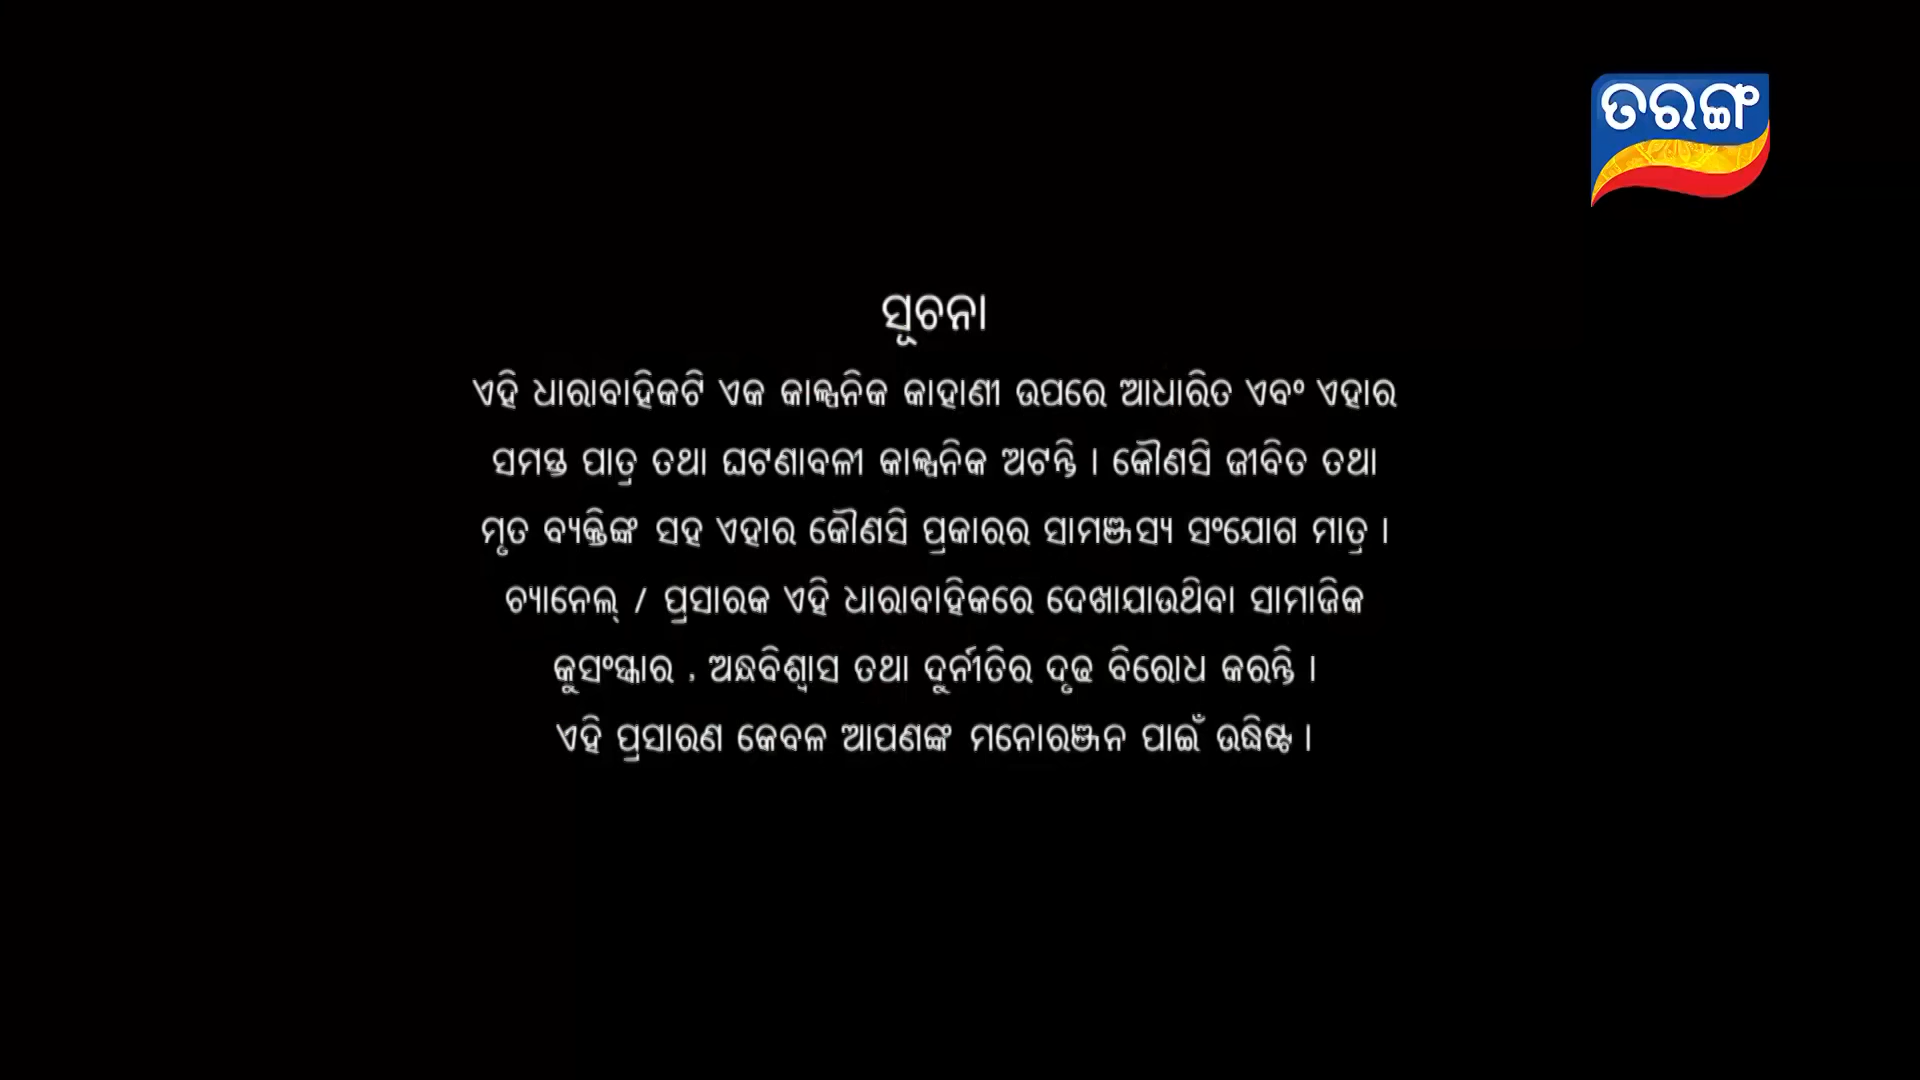 ତରଙ୍ଗ
ସୂଚନା
ଏହି ଧାରାବାହିକଟି ଏକ କାଳ୍ପନିକ କାହାଣୀ ଉପରେ ଆଧାରିତ ଏବଂ ଏହାର
ସମସ୍ତ ପାତ୍ର ତଥା ଘଟଣାବଳୀ କାଳ୍ପନିକ ଅଟନ୍ତି । କୌଣସି ଜୀବିତ ତଥା
ମୃତ ବ୍ୟକ୍ତିଙ୍କ ସହ ଏହାର କୌଣସି ପ୍ରକାରର ସାମଞ୍ଜସ୍ୟ ସଂଯୋଗ ମାତ୍ର ।
ଚ୍ୟାନେଲ୍ / ପ୍ରସାରକ ଏହି ଧାରାବାହିକରେ ଦେଖାଯାଉଥିବା ସାମାଜିକ
କୁସଂସ୍କାର , ଅନ୍ଧବିଶ୍ୱାସ ତଥା ଦୁର୍ନୀତିର ଦୃଢ ବିରୋଧ କରନ୍ତି ।
ଏହି ପ୍ରସାରଣ କେବଳ ଆପଣଙ୍କ ମନୋରଞ୍ଜନ ପାଇଁ ଉଦ୍ଧିଷ୍ଟ ।